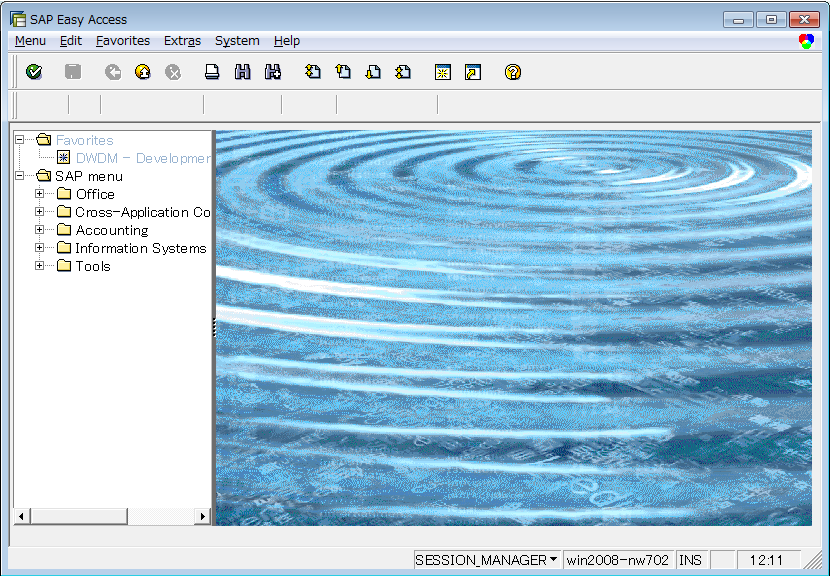 SAP Easy Access
Menu Edit Favorites Extras System Help
Favorites
DWDM - Developmer
SAP menu
Office
Cross-Application Co
Accounting
Information Systems
Tools
SESSION_MANAGER win2008-nw702 INS 12:11